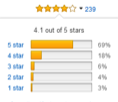 239
4.1 out of 5 stars
5 star 69%
4 star 18%
3 star 6%
2 star 4%
1 star 3%